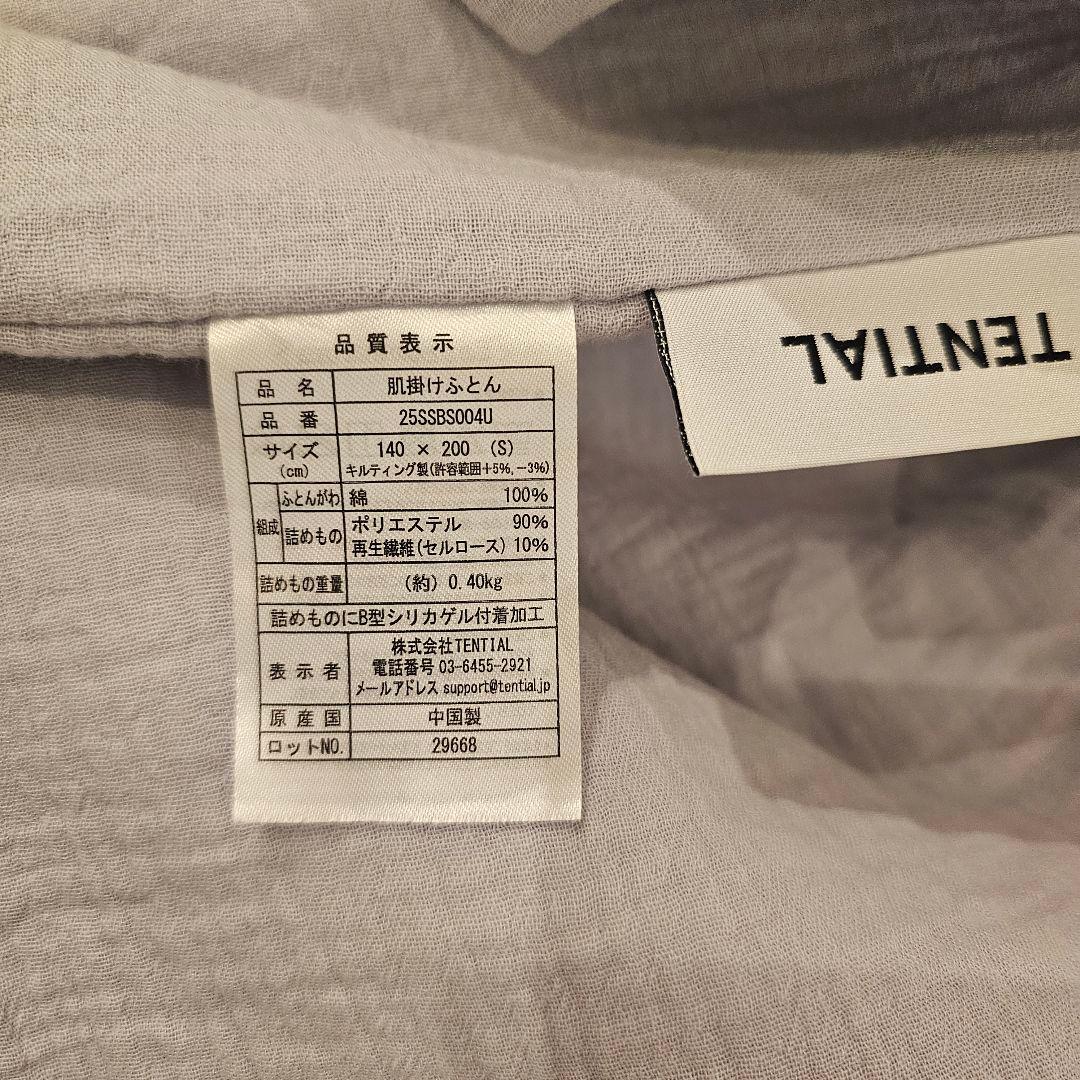 品質表示
品名 肌掛けふとん
品番 25SSBS004U
サイズ(cm) 140 × 200 (S)
キルティング製(許容範囲+5%,-3%)
組成 ふとんがわ 綿 100%
詰めもの ポリエステル 90%
再生繊維(セルロース) 10%
詰めもの重量 (約) 0.40kg
詰めものにB型シリカゲル付着加工
表示者 株式会社TENTIAL
電話番号 03-6455-2921
メールアドレス support@tential.jp
原産国 中国製
ロットNO. 29668
TENTIAL